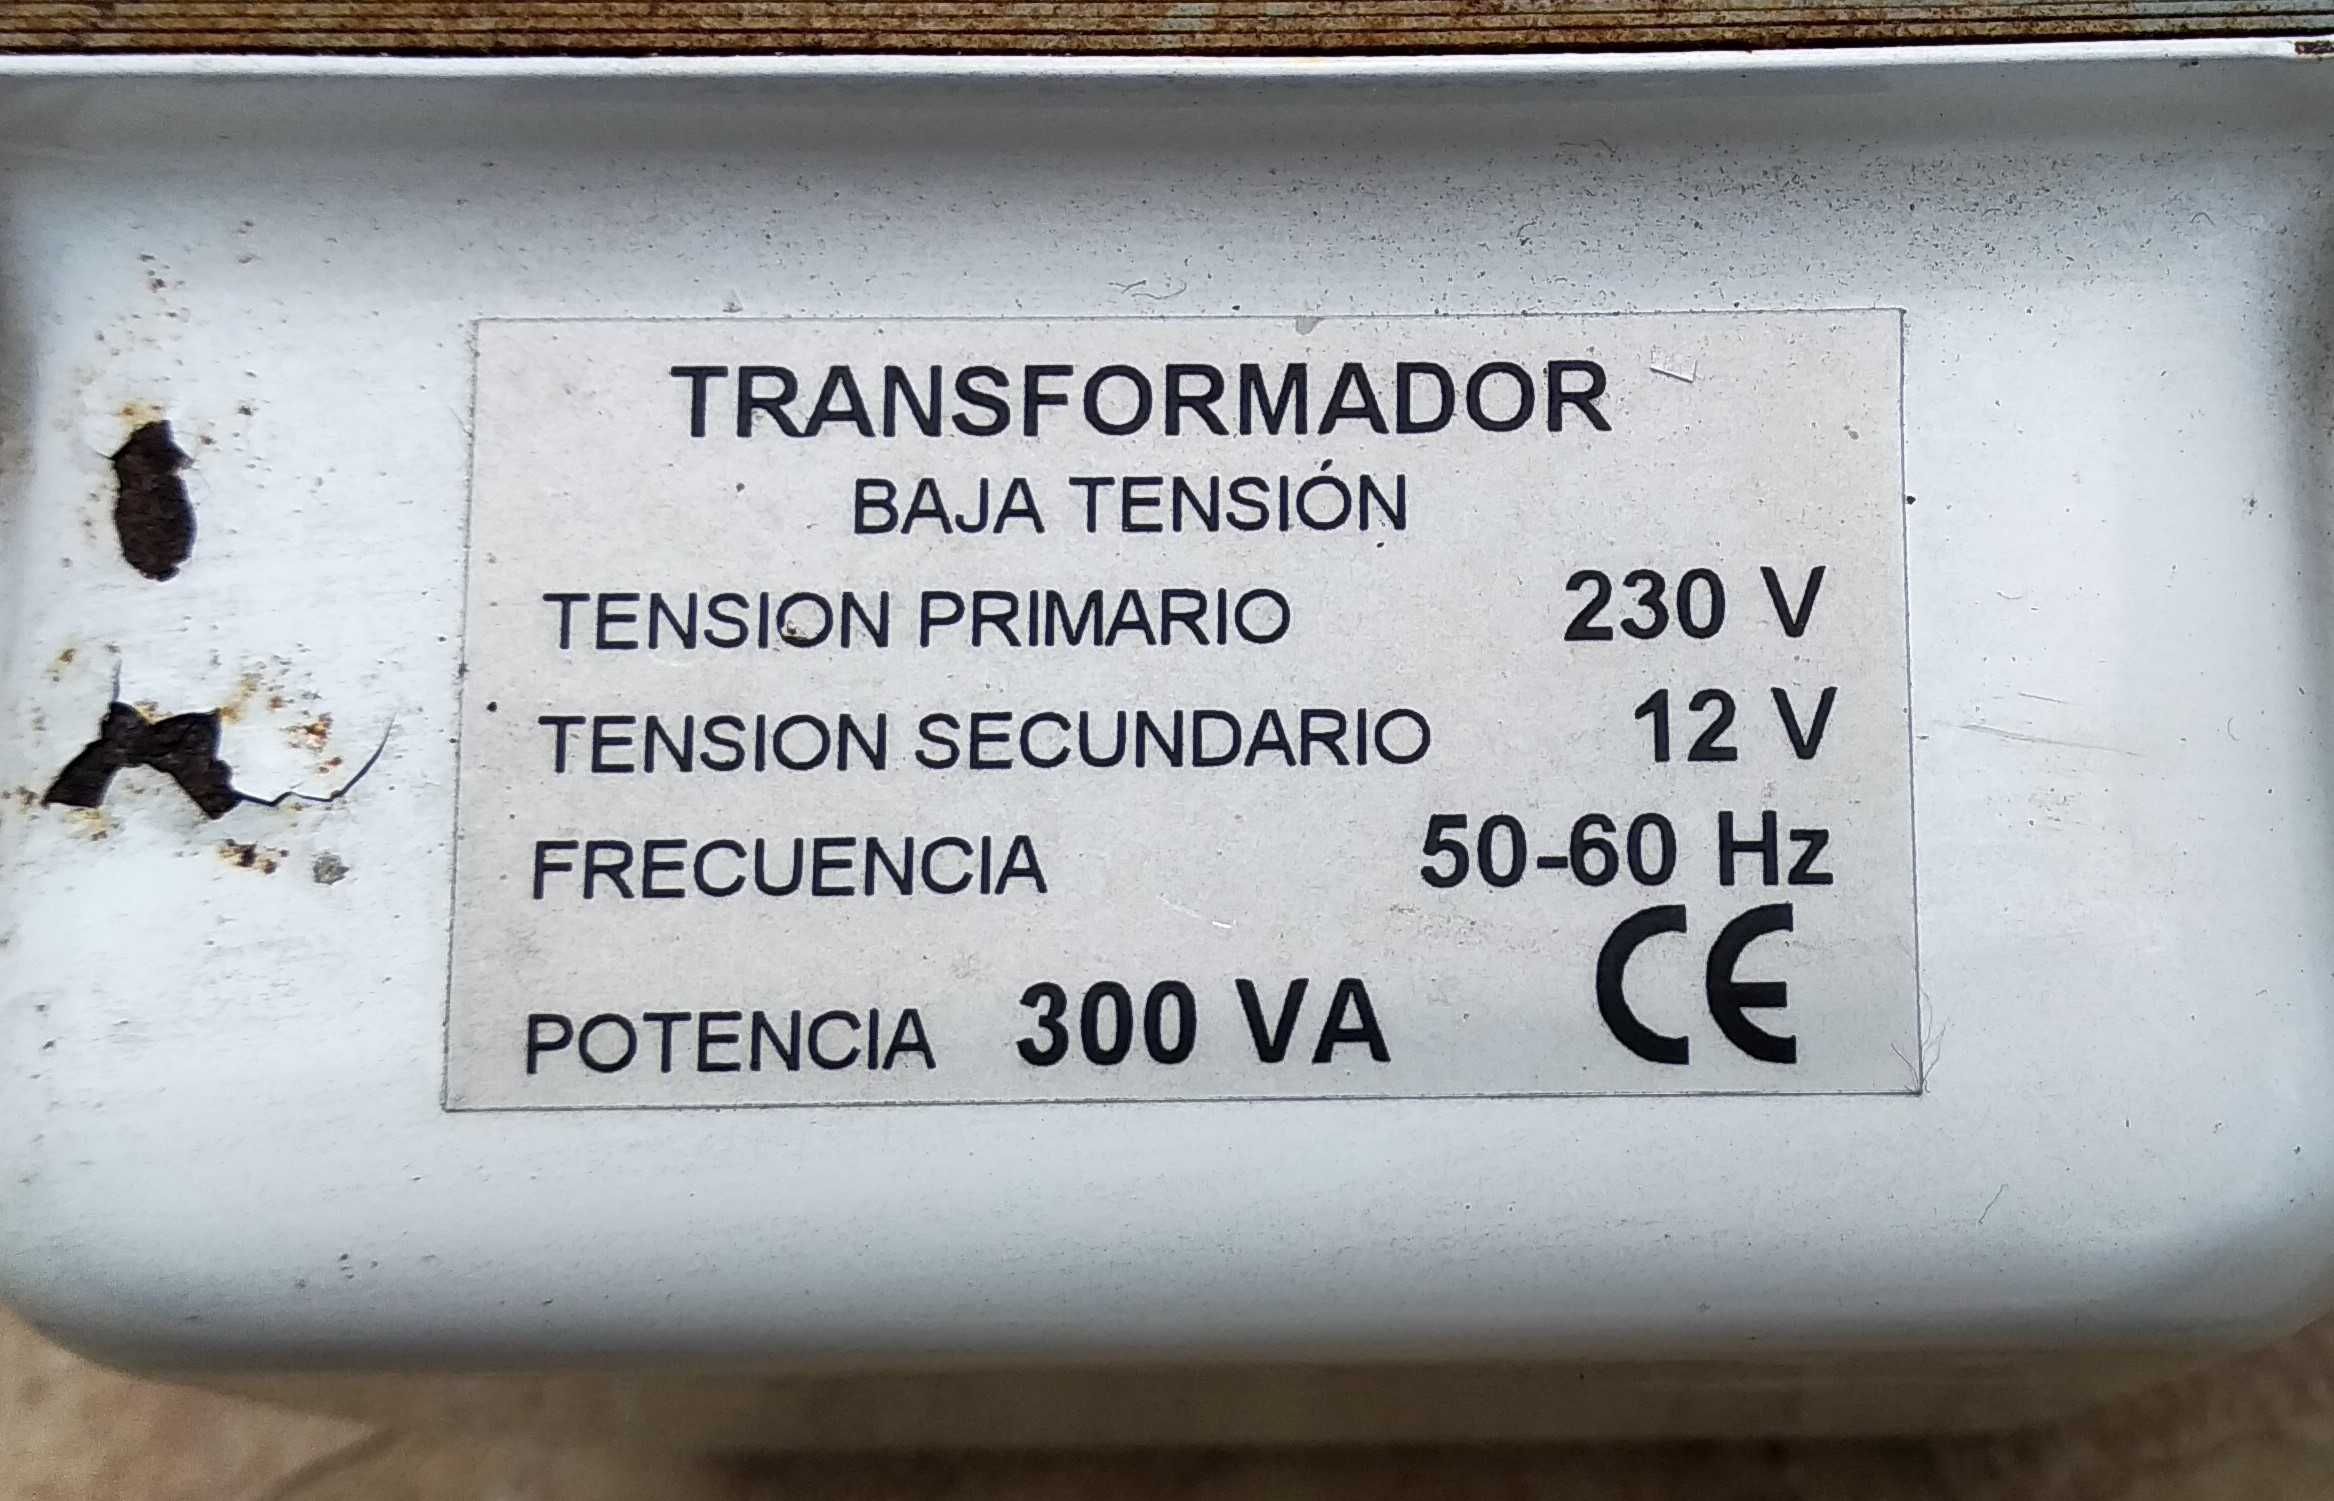 TRANSFORMADOR
BAJA TENSIÓN
TENSION PRIMARIO 230 V
TENSION SECUNDARIO 12 V
FRECUENCIA 50-60 Hz
POTENCIA 300 VA CE